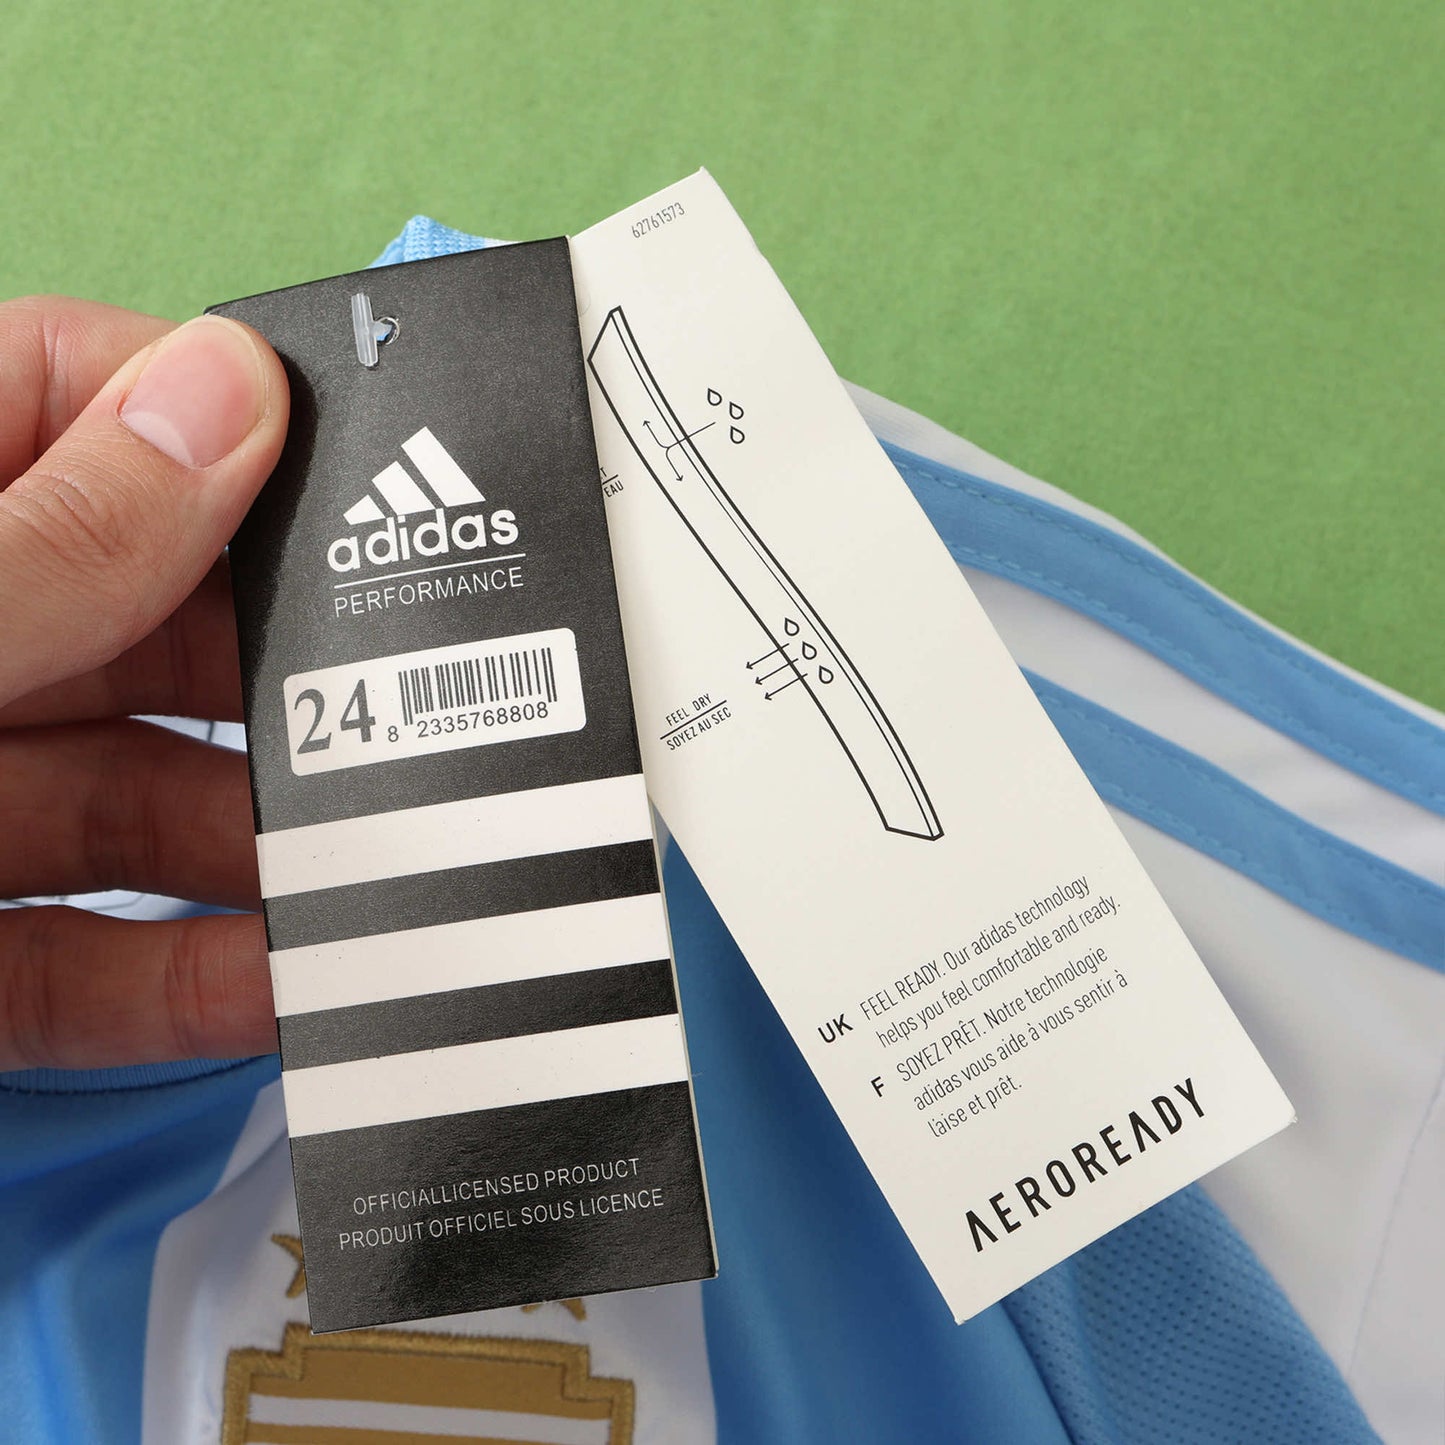 adidas
PERFORMANCE
24
8 2335768808
OFFICIALLICENSED PRODUCT
PRODUIT OFFICIEL SOUS LICENCE
62761573
T
EAU
FEEL DRY
SOYEZ AU SEC
UK FEEL READY. Our adidas technology
helps you feel comfortable and ready.
F SOYEZ PRÊT. Notre technologie
adidas vous aide à vous sentir à
l'aise et prêt.
AEROREADY